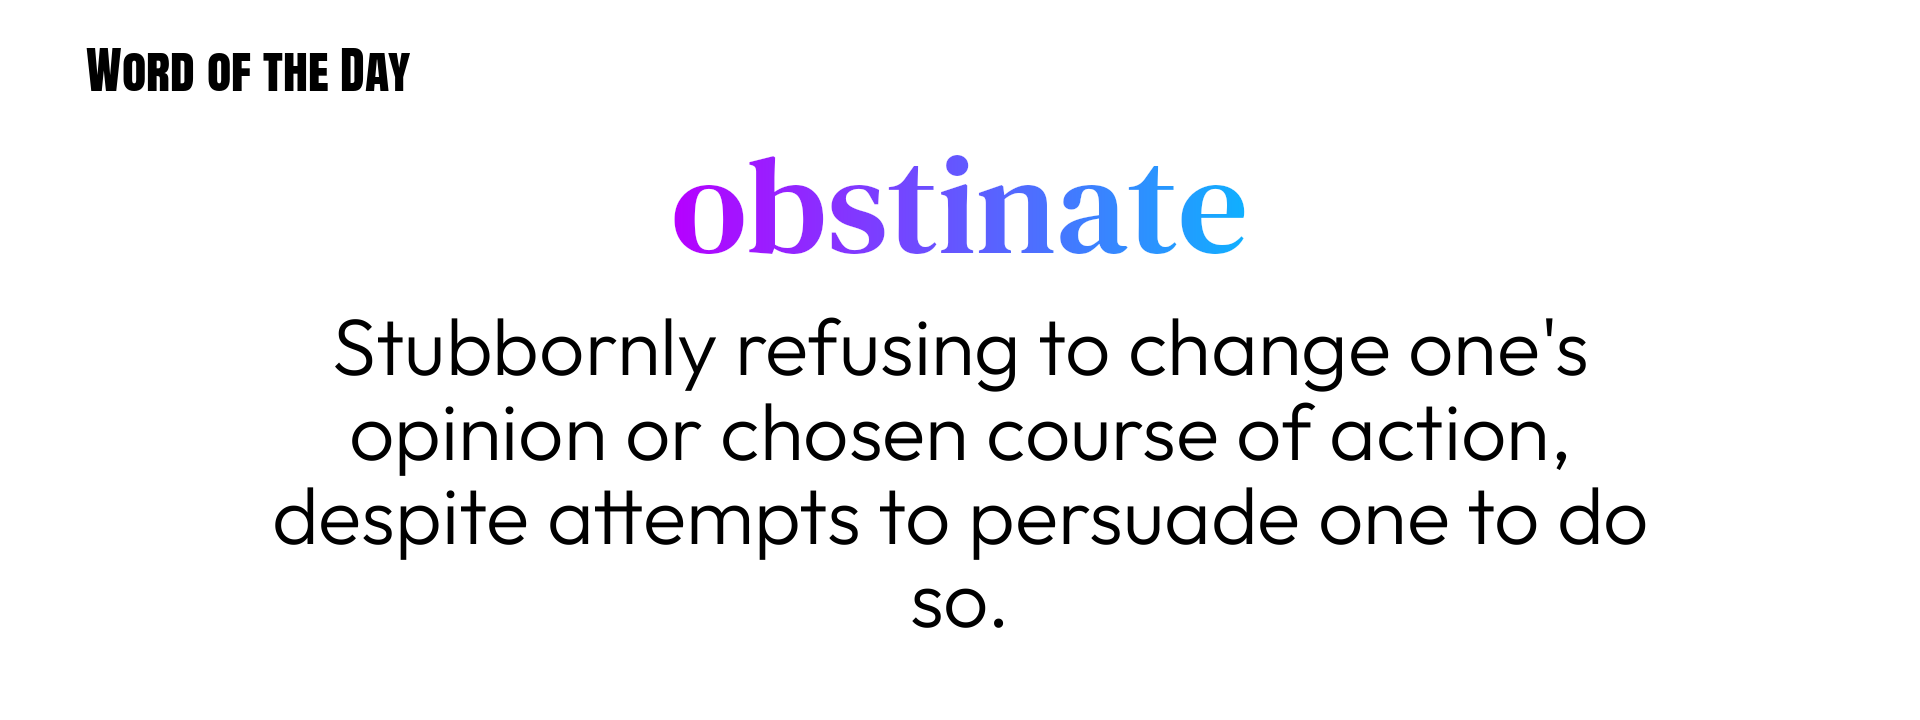 Word of the Day
obstinate
Stubbornly refusing to change one's
opinion or chosen course of action,
despite attempts to persuade one to do
so.